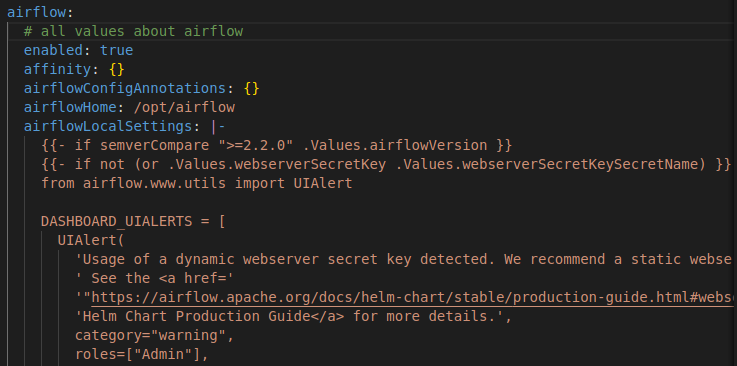 airflow:
# all values about airflow
enabled: true
affinity: {}
airflowConfigAnnotations: {}
airflowHome: /opt/airflow
airflowLocalSettings: |-
{{- if semverCompare ">=2.2.0" .Values.airflowVersion }}
{{- if not (or .Values.webserverSecretKey .Values.webserverSecretKeySecretName) }}
from airflow.www.utils import UIAlert
DASHBOARD_UIALERTS = [
UIAlert(
'Usage of a dynamic webserver secret key detected. We recommend a static webse
' See the <a href='
'"https://airflow.apache.org/docs/helm-chart/stable/production-guide.html#webs
'Helm Chart Production Guide</a> for more details.',
category="warning",
roles=["Admin"],